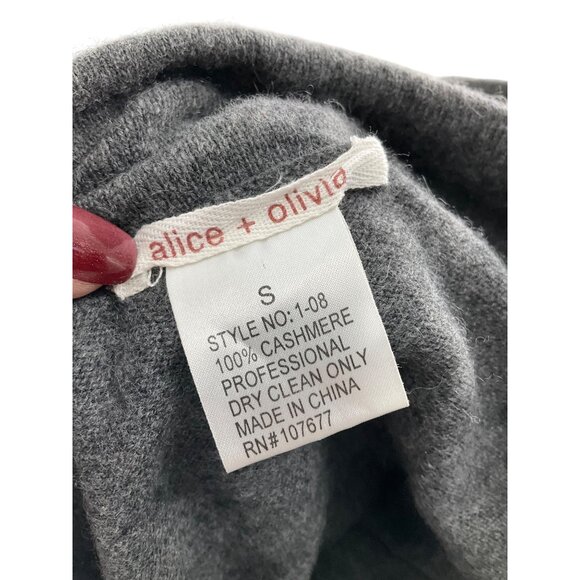 alice + olivia
S
STYLE NO: 1-08
100% CASHMERE
PROFESSIONAL
DRY CLEAN ONLY
MADE IN CHINA
RN#107677